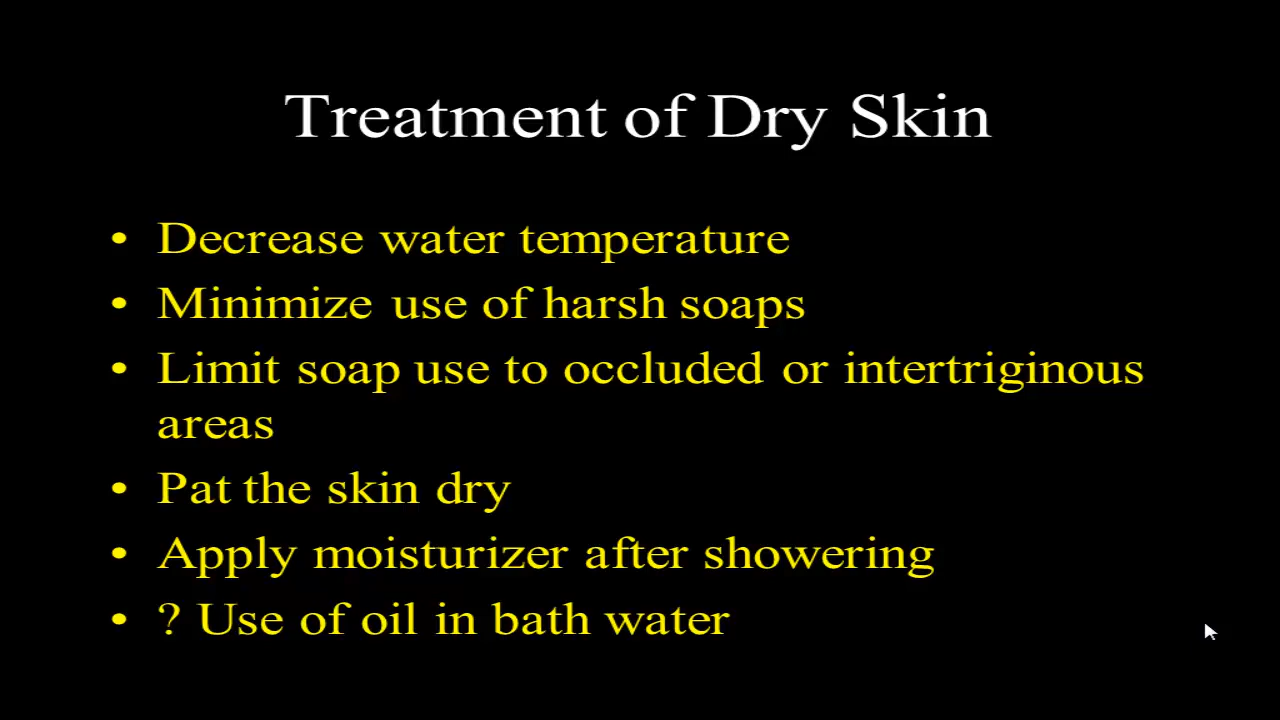 Treatment of Dry Skin
• Decrease water temperature
• Minimize use of harsh soaps
• Limit soap use to occluded or intertriginous
areas
• Pat the skin dry
• Apply moisturizer after showering
• ? Use of oil in bath water